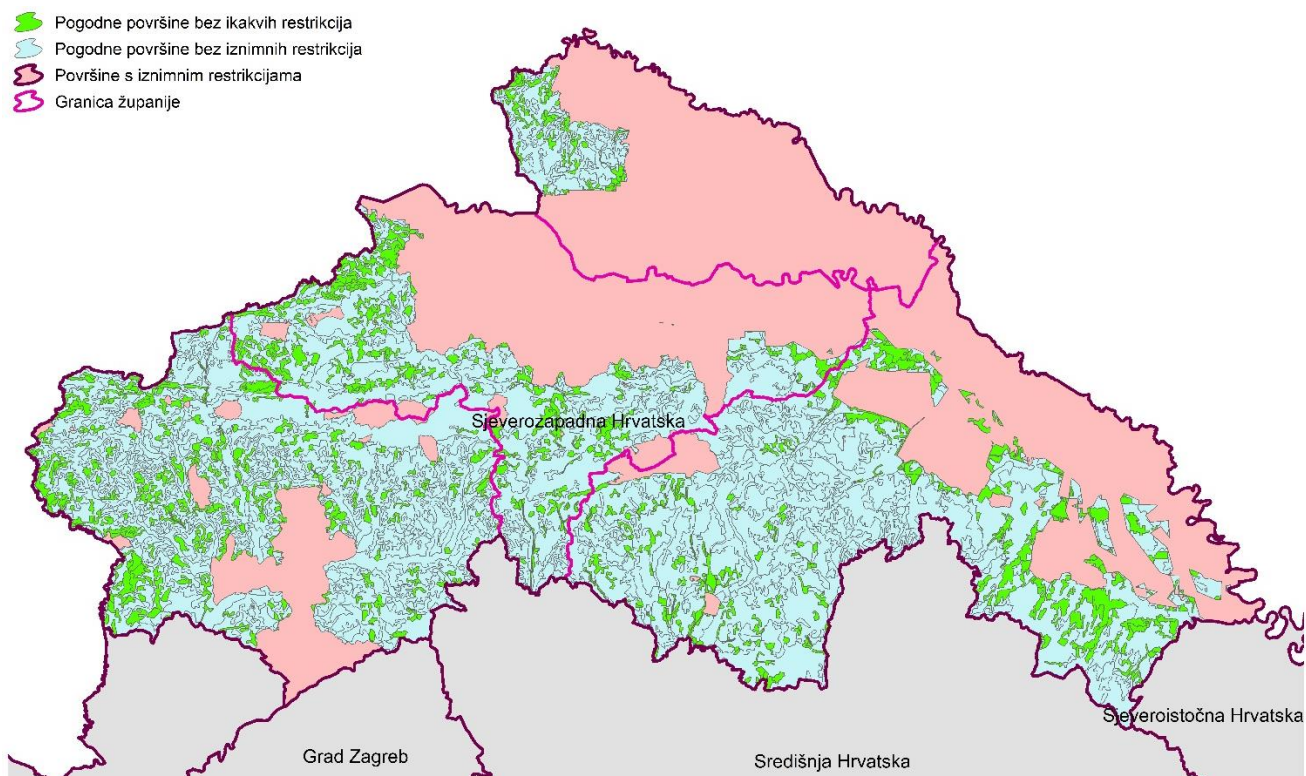 Pogodne površine bez ikakvih restrikcija
Pogodne površine bez iznimnih restrikcija
Površine s iznimnim restrikcijama
Granica županije
Sjeverozapadna Hrvatska
Sjeveroistočna Hrvatska
Grad Zagreb
Središnja Hrvatska